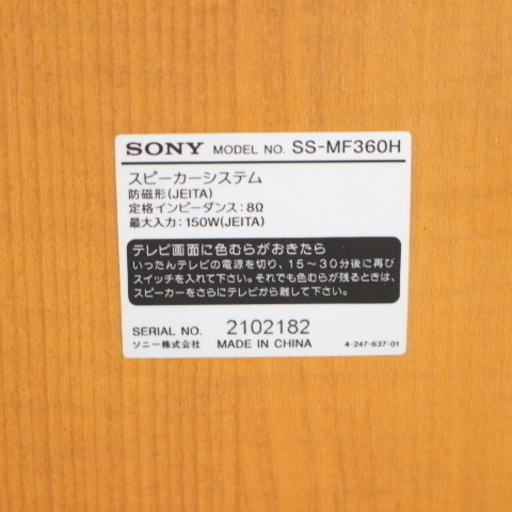 SONY MODEL NO. SS-MF360H
スピーカーシステム
防磁形(JEITA)
定格インピーダンス:8Ω
最大入力:150W(JEITA)
テレビ画面に色むらがおきたら
いったんテレビの電源を切り、15〜30分後に再び
スイッチを入れて下さい。それでも色むらが残るときは、
スピーカーをさらにテレビから離して下さい。
SERIAL NO. 2102182
ソニー株式会社 MADE IN CHINA 4-247-637-01